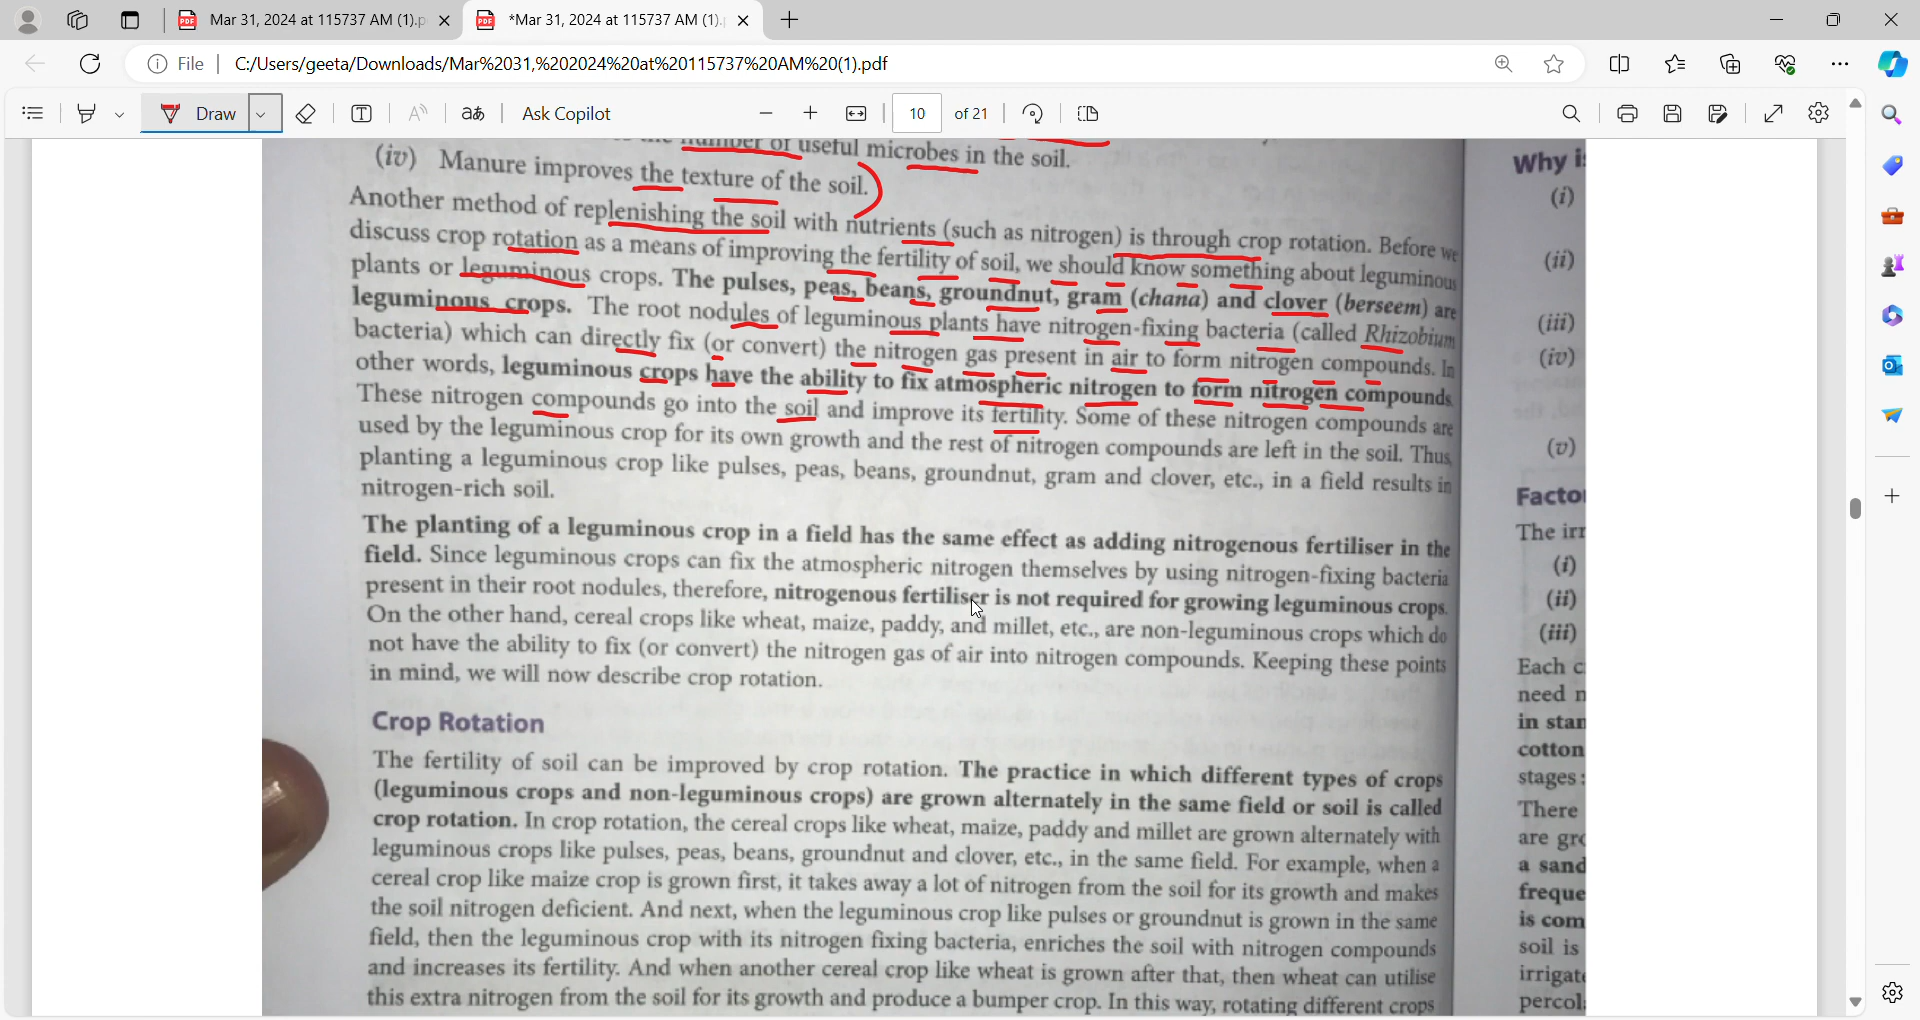 Mar 31, 2024 at 115737 AM (1).p
*Mar 31, 2024 at 115737 AM (1).
File
C:/Users/geeta/Downloads/Mar%2031,%202024%20at%20115737%20AM%20(1).pdf
Draw
Ask Copilot
10 of 21
number of useful microbes in the soil.
(iv) Manure improves the texture of the soil.
Another method of replenishing the soil with nutrients (such as nitrogen) is through crop rotation. Before we
discuss crop rotation as a means of improving the fertility of soil, we should know something about leguminous
plants or leguminous crops. The pulses, peas, beans, groundnut, gram (chana) and clover (berseem) are
leguminous crops. The root nodules of leguminous plants have nitrogen-fixing bacteria (called Rhizobium
bacteria) which can directly fix (or convert) the nitrogen gas present in air to form nitrogen compounds. In
other words, leguminous crops have the ability to fix atmospheric nitrogen to form nitrogen compounds.
These nitrogen compounds go into the soil and improve its fertility. Some of these nitrogen compounds are
used by the leguminous crop for its own growth and the rest of nitrogen compounds are left in the soil. Thus,
planting a leguminous crop like pulses, peas, beans, groundnut, gram and clover, etc., in a field results in
nitrogen-rich soil.
The planting of a leguminous crop in a field has the same effect as adding nitrogenous fertiliser in the
field. Since leguminous crops can fix the atmospheric nitrogen themselves by using nitrogen-fixing bacteria
present in their root nodules, therefore, nitrogenous fertiliser is not required for growing leguminous crops.
On the other hand, cereal crops like wheat, maize, paddy, and millet, etc., are non-leguminous crops which do
not have the ability to fix (or convert) the nitrogen gas of air into nitrogen compounds. Keeping these points
in mind, we will now describe crop rotation.
Crop Rotation
The fertility of soil can be improved by crop rotation. The practice in which different types of crops
(leguminous crops and non-leguminous crops) are grown alternately in the same field or soil is called
crop rotation. In crop rotation, the cereal crops like wheat, maize, paddy and millet are grown alternately with
leguminous crops like pulses, peas, beans, groundnut and clover, etc., in the same field. For example, when a
cereal crop like maize crop is grown first, it takes away a lot of nitrogen from the soil for its growth and makes
the soil nitrogen deficient. And next, when the leguminous crop like pulses or groundnut is grown in the same
field, then the leguminous crop with its nitrogen fixing bacteria, enriches the soil with nitrogen compounds
and increases its fertility. And when another cereal crop like wheat is grown after that, then wheat can utilise
this extra nitrogen from the soil for its growth and produce a bumper crop. In this way, rotating different crops
Why i
(i)
(ii)
(iii)
(iv)
(v)
Facto
The irr
(i)
(ii)
(iii)
Each c
need n
in stan
cotton
stages :
There
are gro
a sand
freque
is com
soil is
irrigate
percol